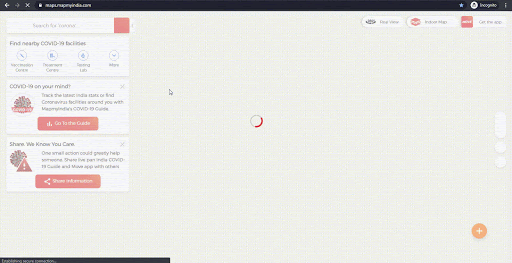 maps.mapmyindia.com
Incognito
Search for 'corona'
Real View
Indoor Map
Get the app
Find nearby COVID-19 facilities
Vaccination Centre
Treatment Centre
Testing Lab
More
COVID-19 on your mind?
Trace the latest India stats or find
Coronavirus facilities around you with
MapmyIndia's COVID-19 Guide.
Go To the Guide
Share. We Know You Care.
One small action could greatly help
someone. Share live pan India COVID-
19 Guide and Move app with others
Share Information
Establishing secure connection...